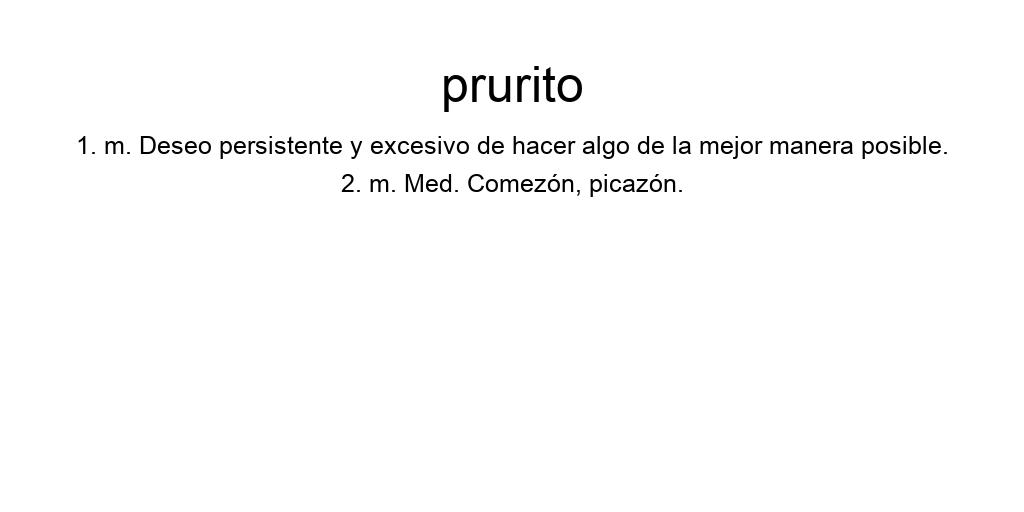 prurito
1. m. Deseo persistente y excesivo de hacer algo de la mejor manera posible.
2. m. Med. Comezón, picazón.